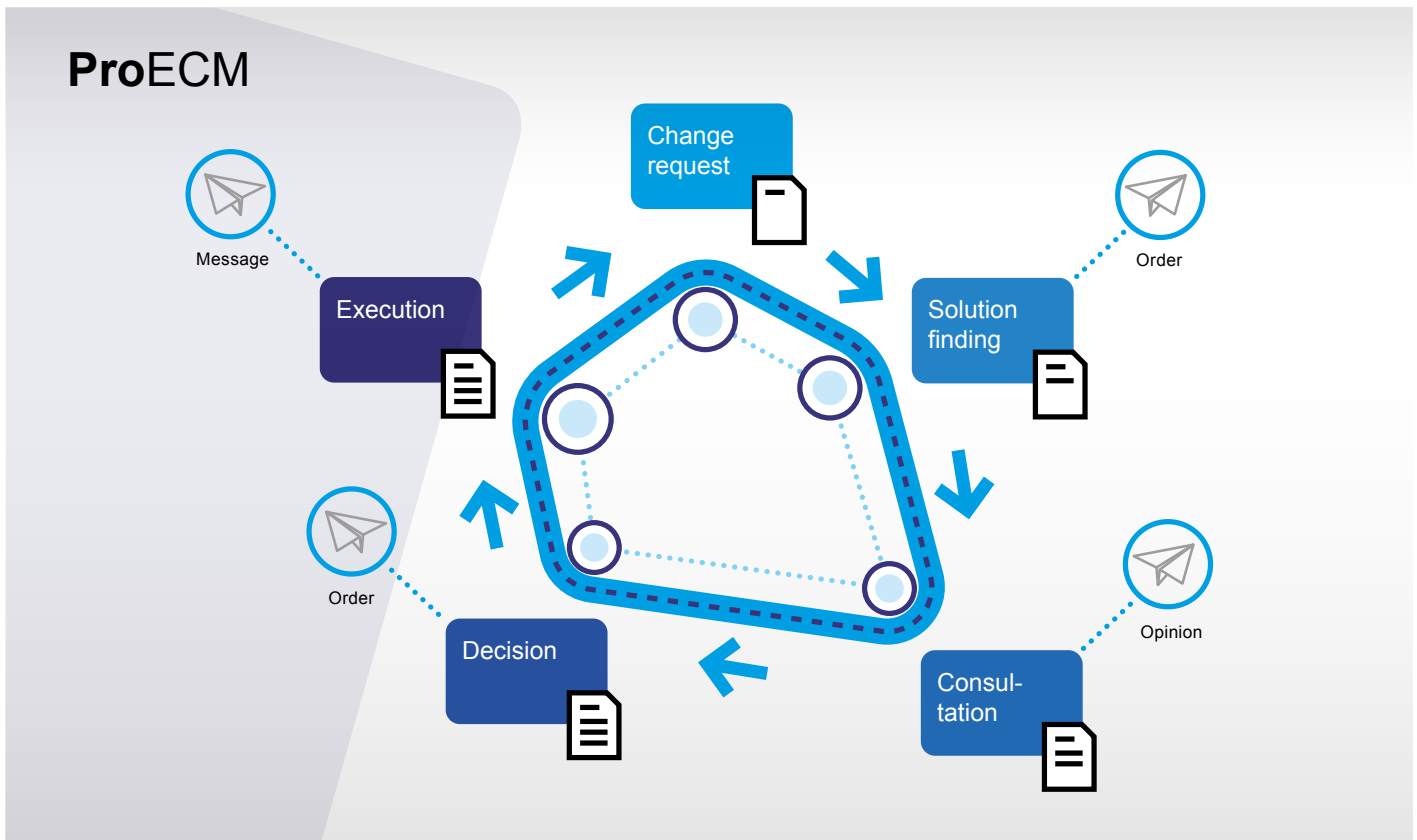 ProECM
Change
request
Message
Order
Execution
Solution
finding
Order
Opinion
Decision
Consul-
tation